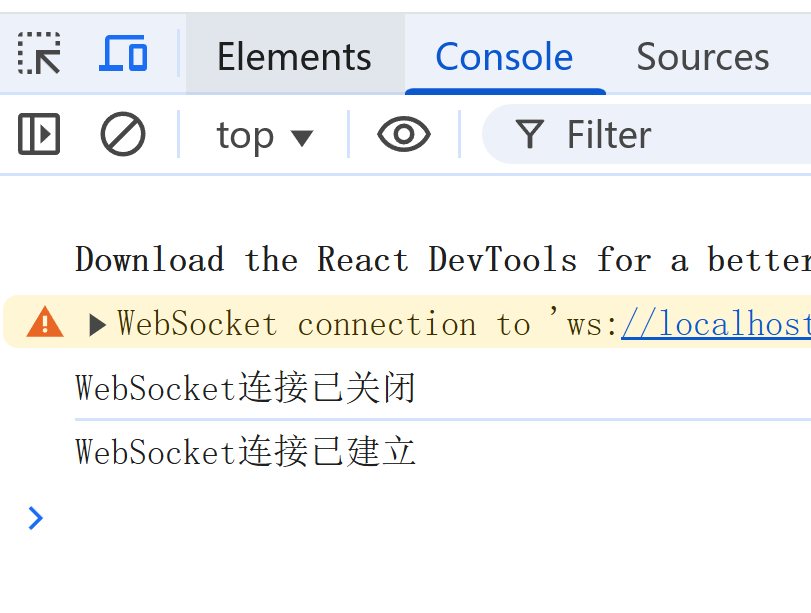 Elements Console Sources
top Filter
Download the React DevTools for a better
WebSocket connection to 'ws://localhost
WebSocket连接已关闭
WebSocket连接已建立